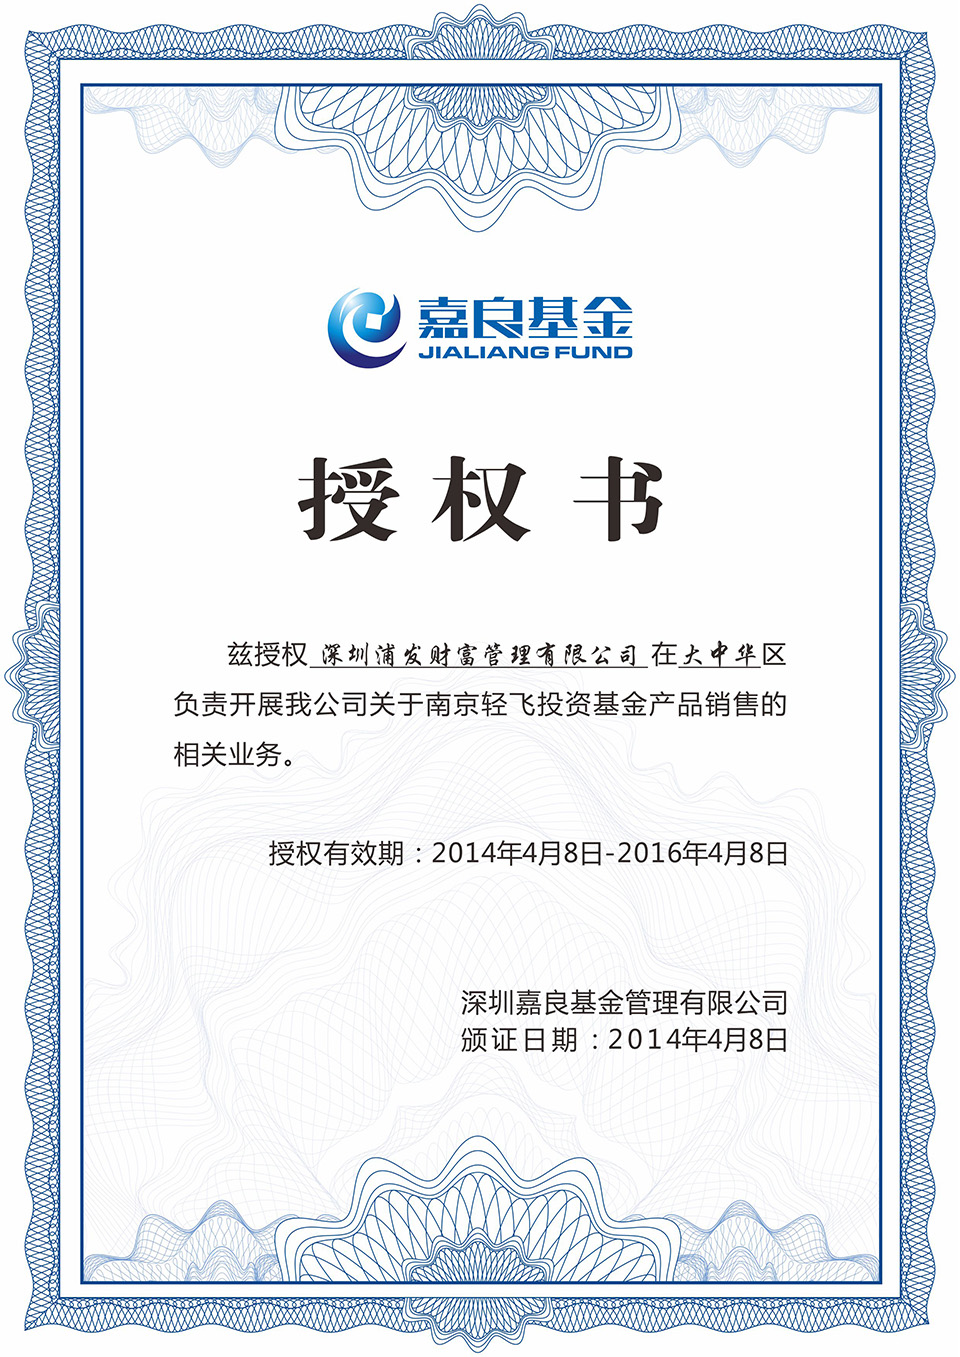 嘉良基金
JIALIANG FUND
授权书
兹授权 深圳浦发财富管理有限公司 在大中华区
负责开展我公司关于南京轻飞投资基金产品销售的
相关业务。
授权有效期：2014年4月8日-2016年4月8日
深圳嘉良基金管理有限公司
颁证日期：2014年4月8日